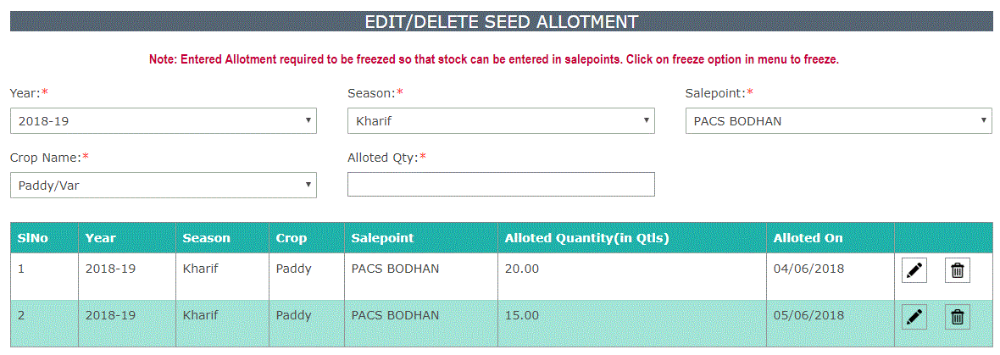 EDIT/DELETE SEED ALLOTMENT
Note: Entered Allotment required to be freezed so that stock can be entered in salepoints. Click on freeze option in menu to freeze.
Year:* Season:* Salepoint:*
2018-19 Kharif PACS BODHAN
Crop Name:* Alloted Qty:*
Paddy/Var
SlNo Year Season Crop Salepoint Alloted Quantity(in Qtls) Alloted On
1 2018-19 Kharif Paddy PACS BODHAN 20.00 04/06/2018
2 2018-19 Kharif Paddy PACS BODHAN 15.00 05/06/2018